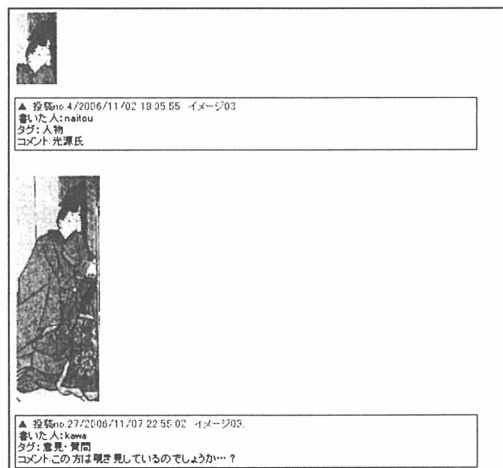 ▲ 投稿no.4/2006/11/02 18:35:55 イメージ03
書いた人:naitou
タグ:人物
コメント:光源氏
▲ 投稿no.27/2006/11/07 22:55:02 イメージ03.
書いた人:kawa
タグ:意見・質問
コメント:この方は覗き見しているのでしょうか…?